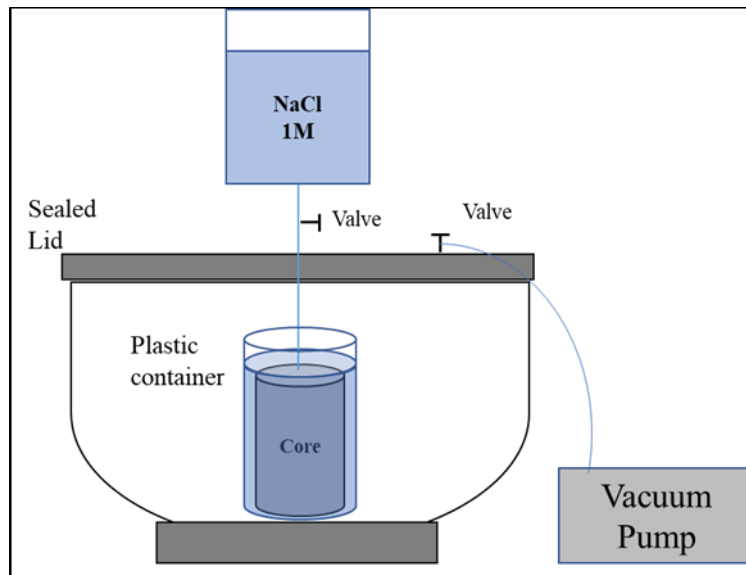 NaCl
1M
Valve
Valve
Sealed
Lid
Plastic
container
Core
Vacuum
Pump